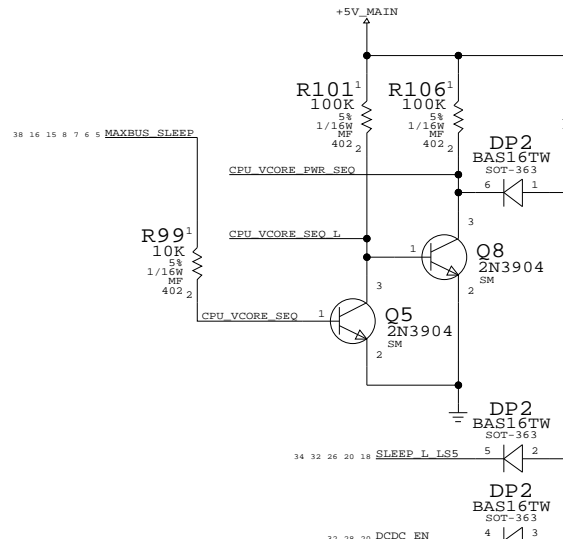 +5V_MAIN
R101 1
100K
5%
1/16W
MF
402 2
R106 1
100K
5%
1/16W
MF
402 2
38 16 15 8 7 6 5 MAXBUS_SLEEP
DP2
BAS16TW
SOT-363
6 1
CPU_VCORE_PWR_SEQ
CPU_VCORE_SEQ_L
3
1
Q8
2N3904
SM
2
R99 1
10K
5%
1/16W
MF
402 2
3
CPU_VCORE_SEQ 1
Q5
2N3904
SM
2
DP2
BAS16TW
SOT-363
34 32 26 20 18 SLEEP_L_LS5 5 2
DP2
BAS16TW
SOT-363
32 28 20 DCDC_EN 4 3